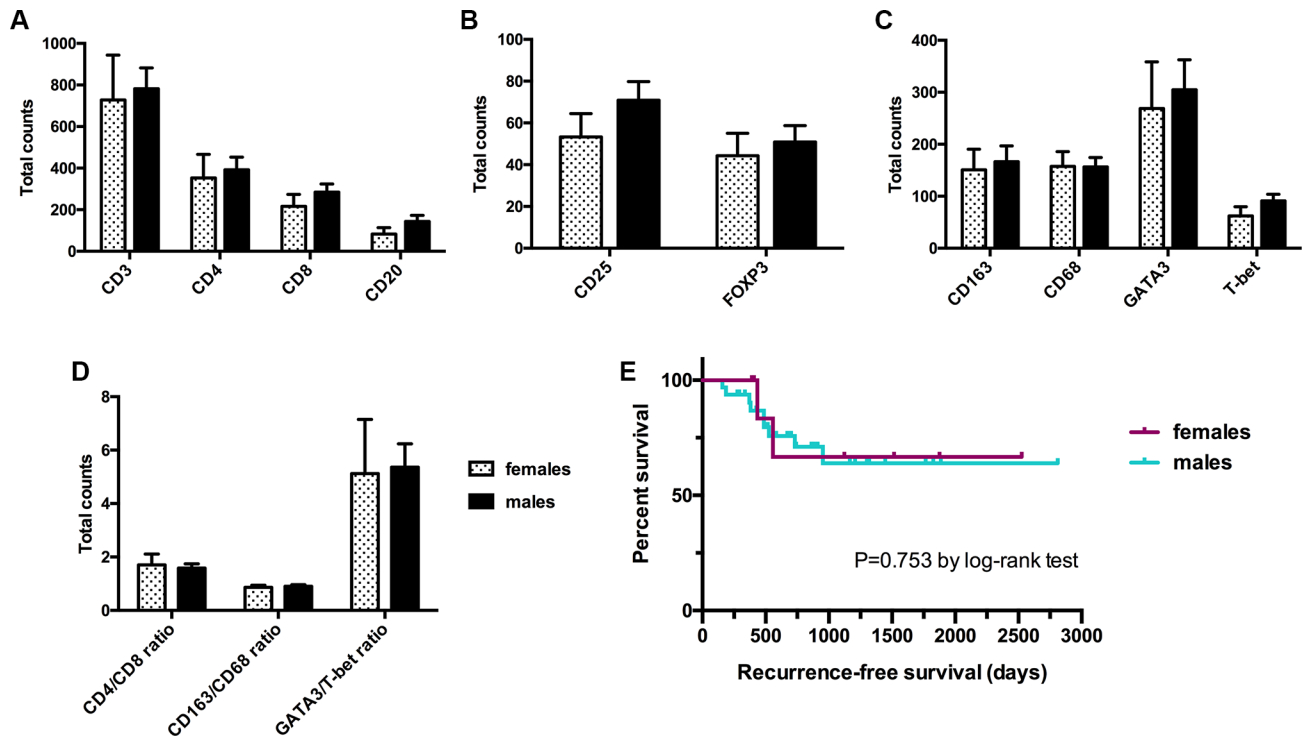 A
Total counts
1000
800
600
400
200
0
CD3
CD4
CD8
CD20
B
Total counts
100
80
60
40
20
0
CD25
FOXP3
C
Total counts
400
300
200
100
0
CD163
CD68
GATA3
T-bet
D
Total counts
8
6
4
2
0
CD4/CD8 ratio
CD163/CD68 ratio
GATA3/T-bet ratio
females
males
E
Percent survival
100
50
0
P=0.753 by log-rank test
0
500
1000
1500
2000
2500
3000
Recurrence-free survival (days)
females
males